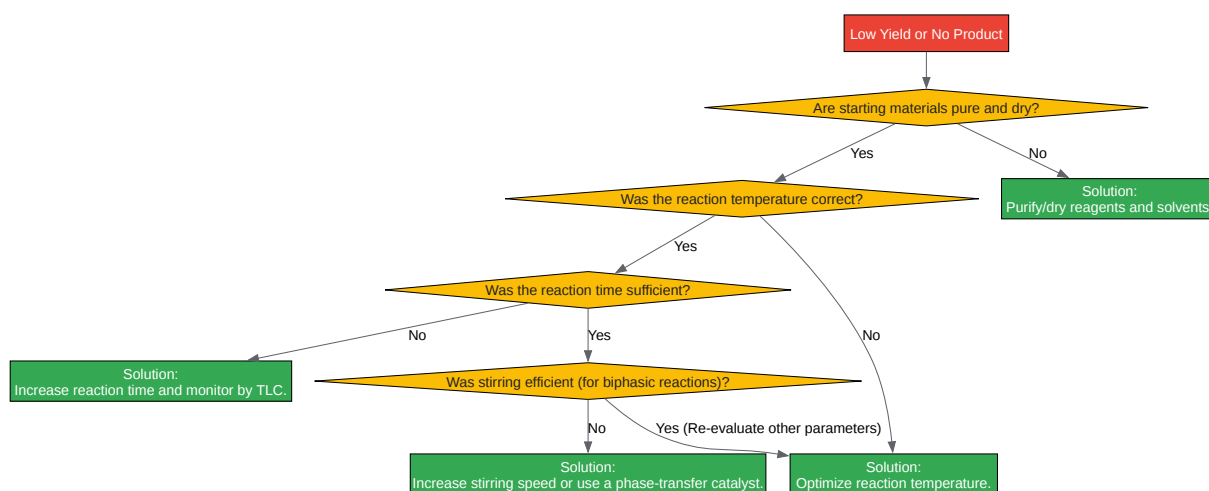 Low Yield or No Product
Are starting materials pure and dry?
Yes
No
Was the reaction temperature correct?
Solution:
Purify/dry reagents and solvents
Yes
Was the reaction time sufficient?
No
Yes
No
Solution:
Increase reaction time and monitor by TLC.
Was stirring efficient (for biphasic reactions)?
No
Yes (Re-evaluate other parameters)
Solution:
Increase stirring speed or use a phase-transfer catalyst.
Solution:
Optimize reaction temperature.